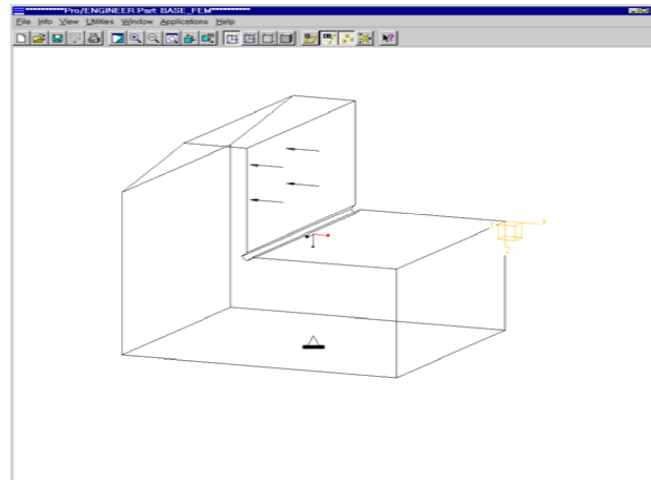 **********Pro/ENGINEER Part BASE_FEM**********
File Info View Utilities Window Applications Help
X
Z